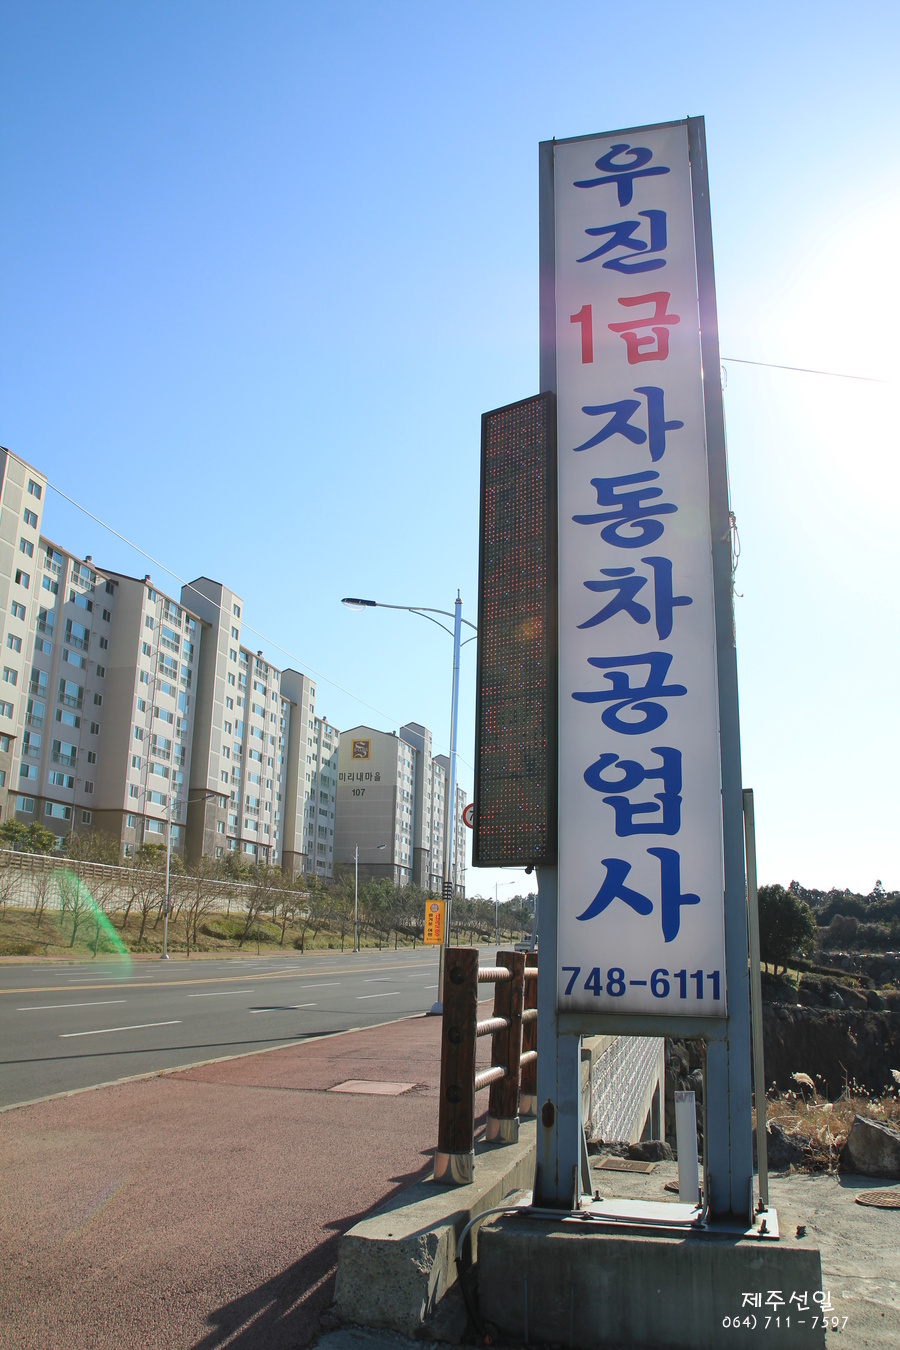 우진
1급
자동차공업사
748-6111
미리내마을
107
제주선일
064) 711 - 7597